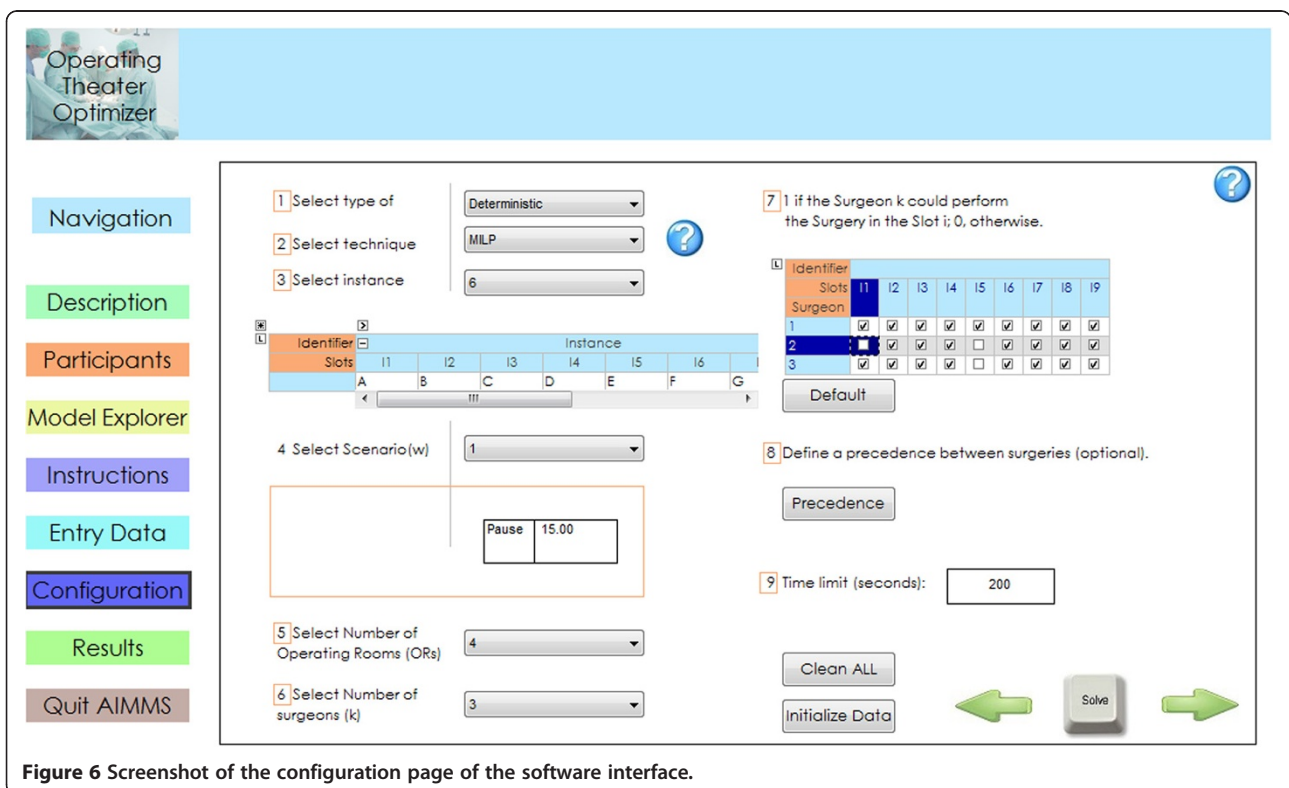 Operating
Theater
Optimizer
Navigation
Description
Participants
Model Explorer
Instructions
Entry Data
Configuration
Results
Quit AIMMS
1 Select type of
Deterministic
2 Select technique
MILP
3 Select instance
6
Identifier Instance
Slots I1 I2 I3 I4 I5 I6
A B C D E F G
4 Select Scenario(w)
1
Pause 15.00
5 Select Number of
Operating Rooms (ORs)
4
6 Select Number of
surgeons (k)
3
7 1 if the Surgeon k could perform
the Surgery in the Slot i; 0, otherwise.
Identifier
Slots I1 I2 I3 I4 I5 I6 I7 I8 I9
Surgeon
1
2
3
Default
8 Define a precedence between surgeries (optional).
Precedence
9 Time limit (seconds):
200
Clean ALL
Initialize Data
Solve
Figure 6 Screenshot of the configuration page of the software interface.